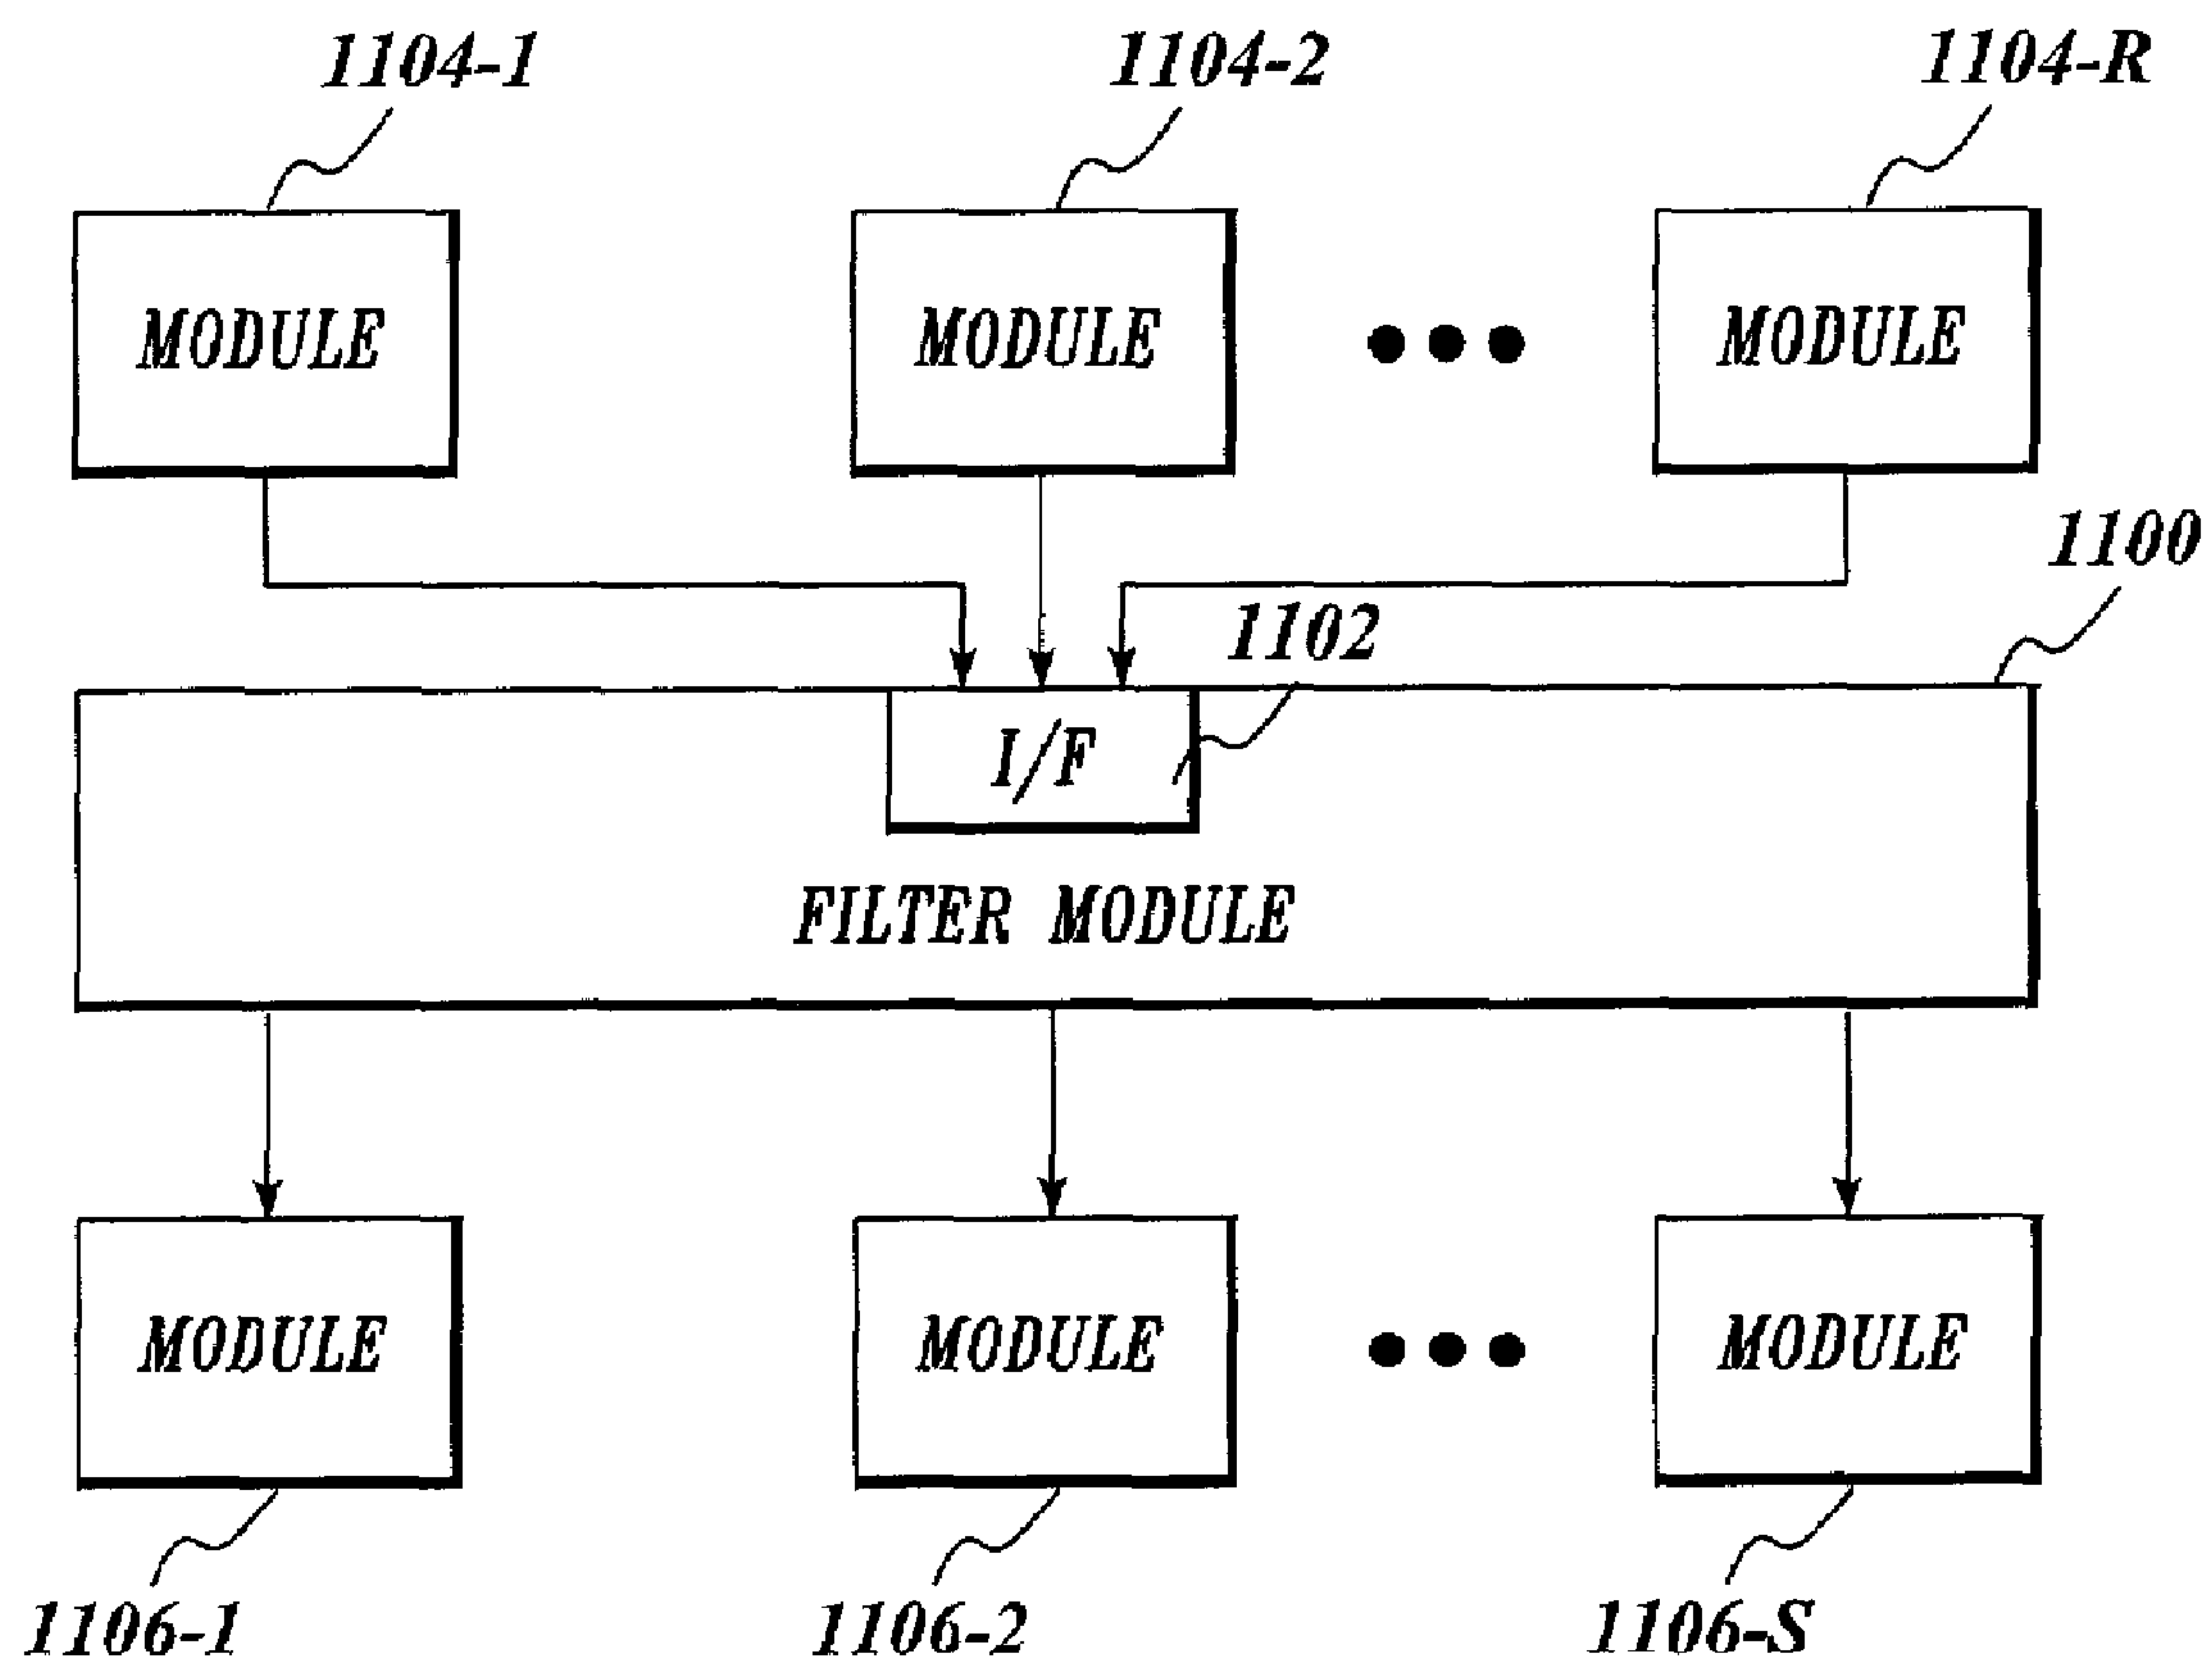 1104-1 1104-2 1104-R
MODULE MODULE MODULE
1100
1102
I/F
FILTER MODULE
MODULE MODULE MODULE
1106-1 1106-2 1106-S